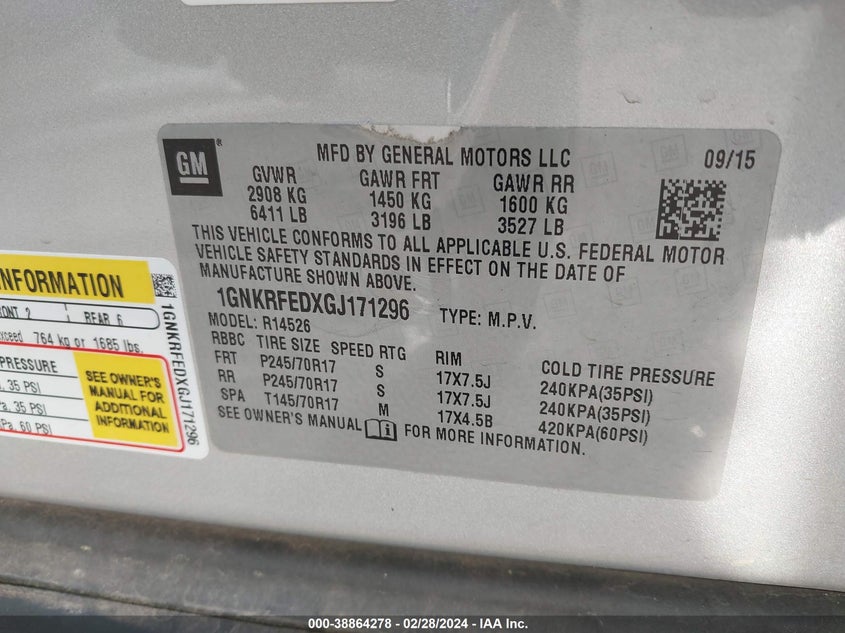 GM
®
MFD BY GENERAL MOTORS LLC
09/15
GVWR GAWR FRT GAWR RR
2908 KG 1450 KG 1600 KG
6411 LB 3196 LB 3527 LB
THIS VEHICLE CONFORMS TO ALL APPLICABLE U.S. FEDERAL MOTOR
VEHICLE SAFETY STANDARDS IN EFFECT ON THE DATE OF
MANUFACTURE SHOWN ABOVE.
1GNKRFEDXGJ171296 TYPE: M.P.V.
MODEL: R14526
RBBC TIRE SIZE SPEED RTG RIM COLD TIRE PRESSURE
FRT P245/70R17 S 17X7.5J 240KPA(35PSI)
RR P245/70R17 S 17X7.5J 240KPA(35PSI)
SPA T145/70R17 M 17X4.5B 420KPA(60PSI)
SEE OWNER'S MANUAL i FOR MORE INFORMATION.
INFORMATION
2 REAR 6
764 kg or 1685 lbs.
PRESSURE
35 PSI
35 PSI
60 PSI
SEE OWNER'S
MANUAL FOR
ADDITIONAL
INFORMATION
1GNKRFEDXGJ171296
000-38864278 - 02/28/2024 - IAA Inc.